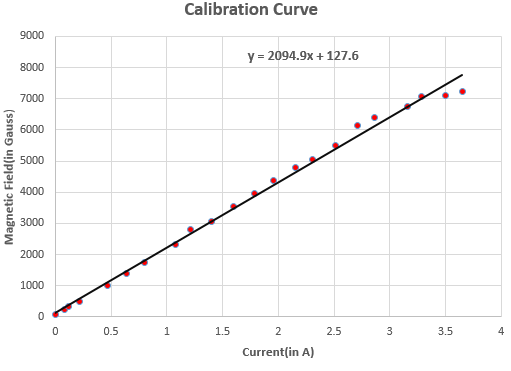 Calibration Curve
y = 2094.9x + 127.6
Magnetic Field(in Gauss)
9000
8000
7000
6000
5000
4000
3000
2000
1000
0
0 0.5 1 1.5 2 2.5 3 3.5 4
Current(in A)